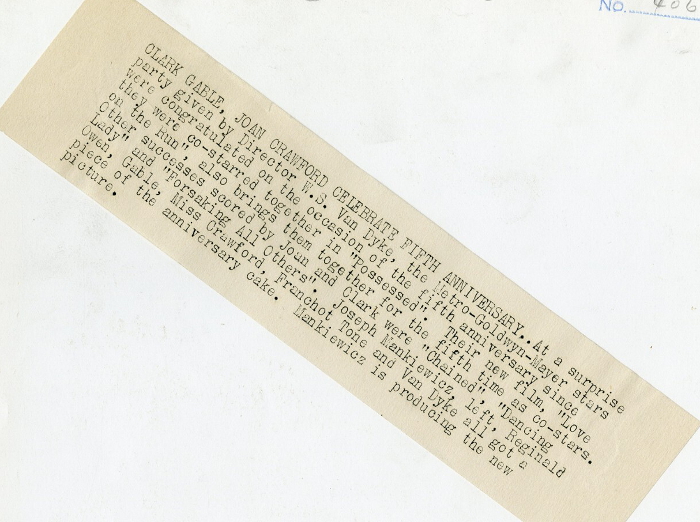 No.
CLARK GABLE, JOAN CRAWFORD CELEBRATE FIFTH ANNIVERSARY..At a surprise
party given by Director W.S. Van Dyke, the Metro-Goldwyn-Mayer stars
were congratulated on the occasion of the fifth anniversary since
they were co-starred together in "Possessed". Their new film, "Love
on the Run", also brings them together for the fifth time as co-stars.
Other successes scored by Joan and Clark were "Chained", "Dancing
Lady" and "Forsaking All Others". Joseph Mankiewicz, left, Reginald
Owen, Gable, Miss Crawford, Franchot Tone and Van Dyke all got a
piece of the anniversary cake. Mankiewicz is producing the new
picture.